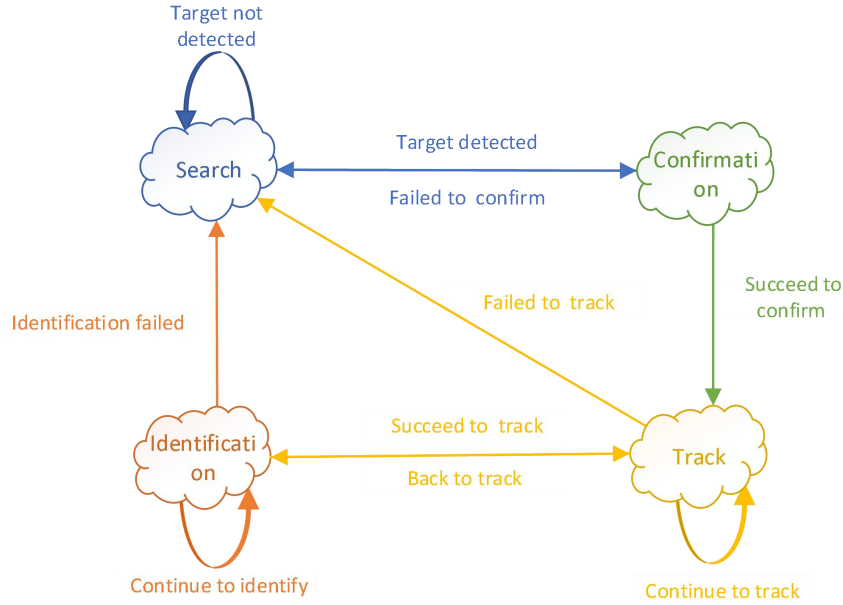 Target not
detected
Search
Target detected
Failed to confirm
Confirmati
on
Succeed to
confirm
Failed to track
Identification failed
Identificati
on
Succeed to track
Back to track
Track
Continue to identify
Continue to track